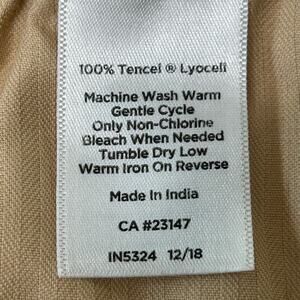 100% Tencel ® Lyocell
Machine Wash Warm
Gentle Cycle
Only Non-Chlorine
Bleach When Needed
Tumble Dry Low
Warm Iron On Reverse
Made In India
CA #23147
IN5324 12/18